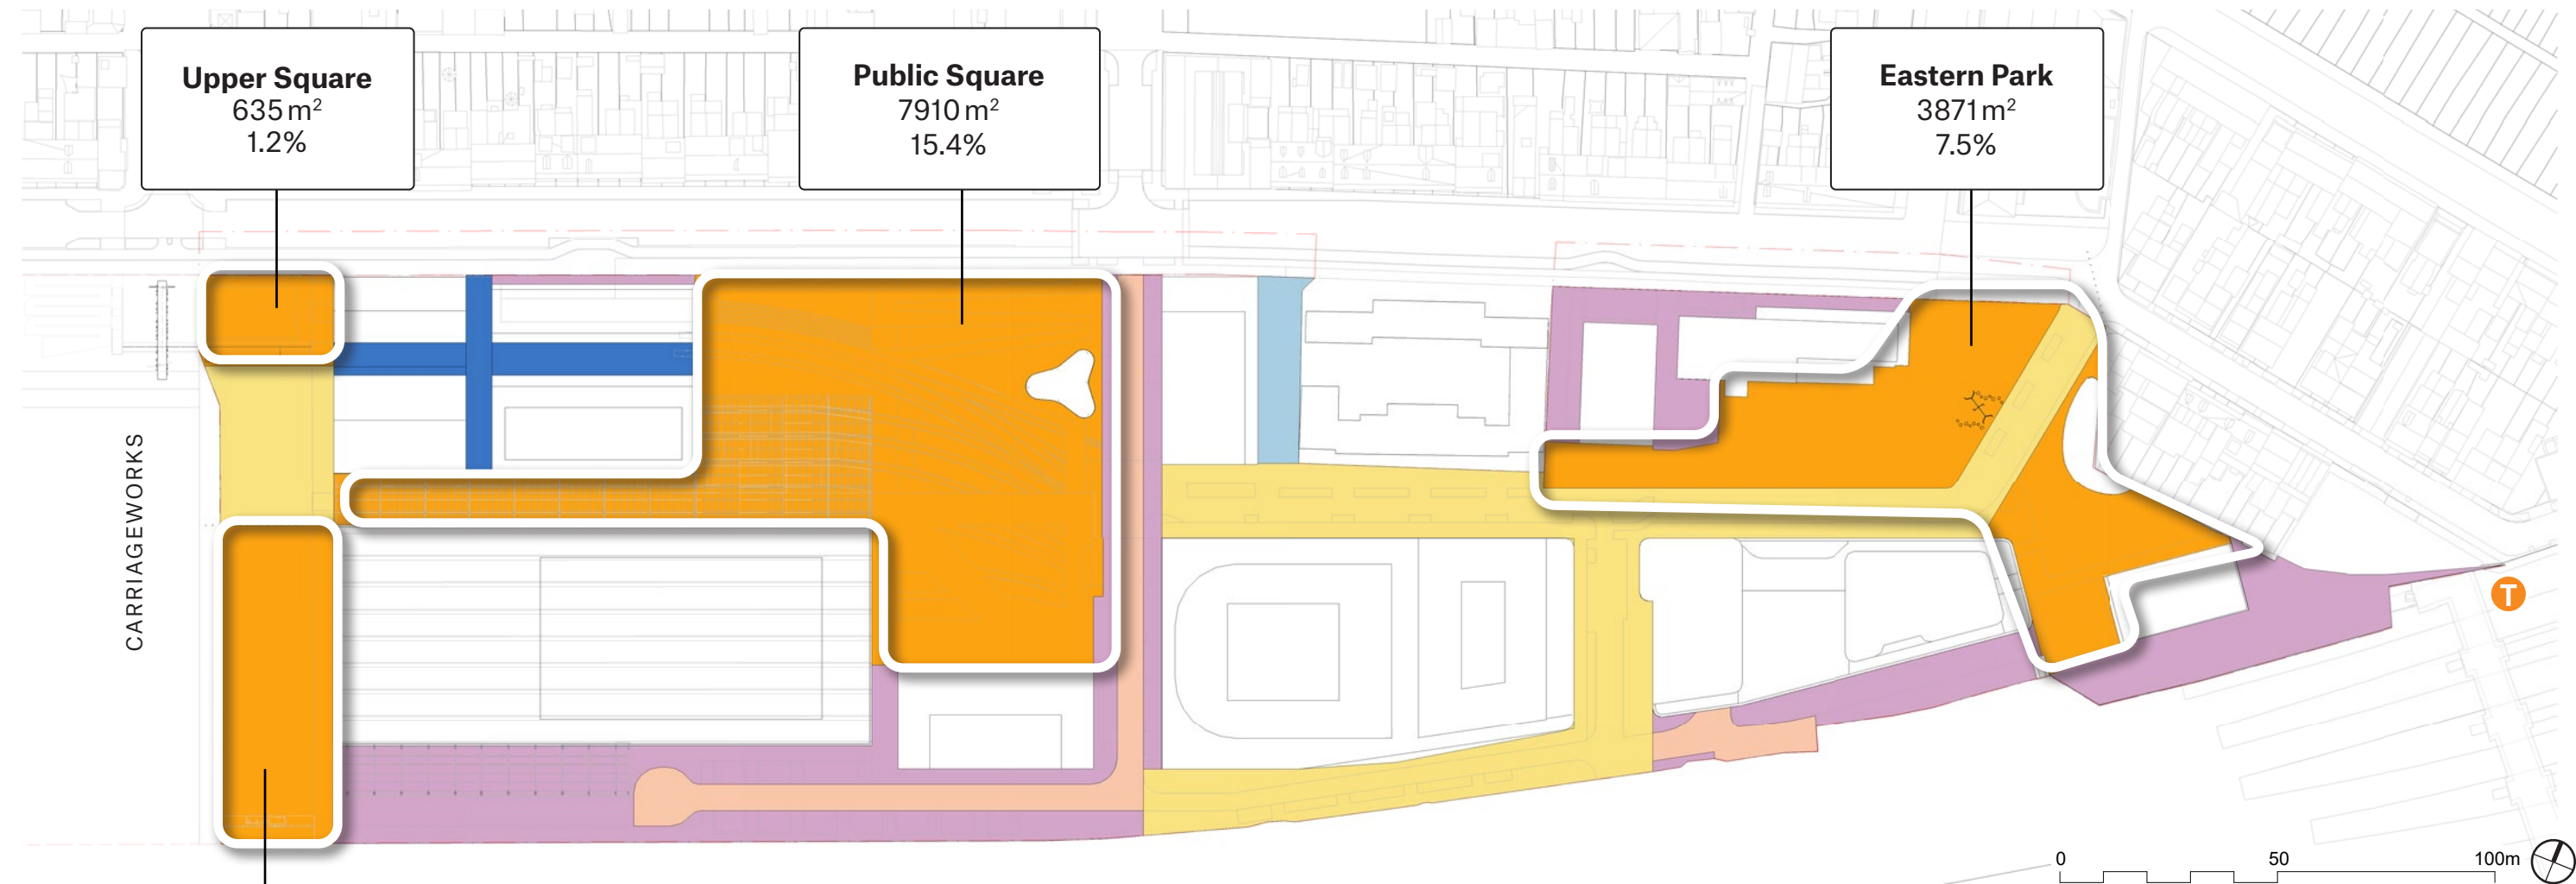 Upper Square
635 m²
1.2%
Public Square
7910 m²
15.4%
Eastern Park
3871 m²
7.5%
CARRIAGEWORKS
T
0 50 100m